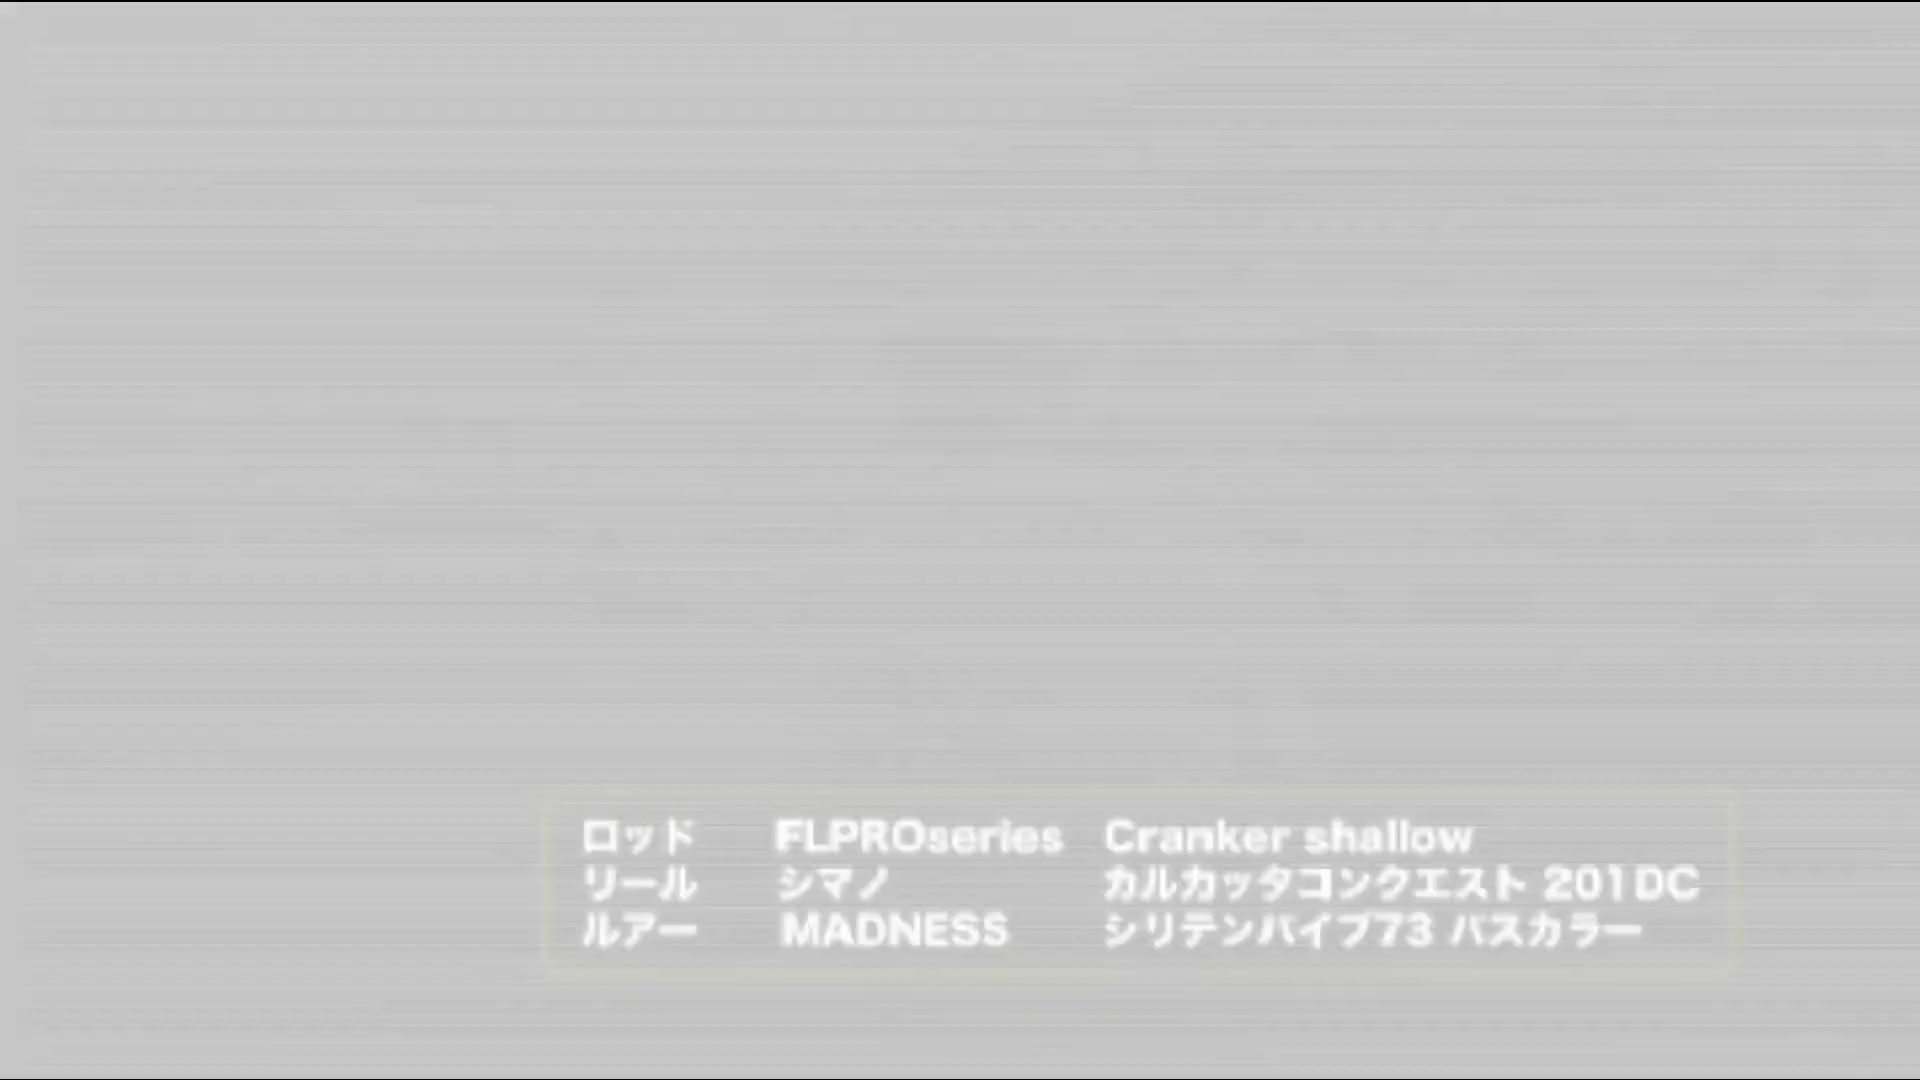 ロッド FLPROseries Cranker shallow
リール シマノ カルカッタコンクエスト 201DC
ルアー MADNESS シリテンバイブ73 バスカラー